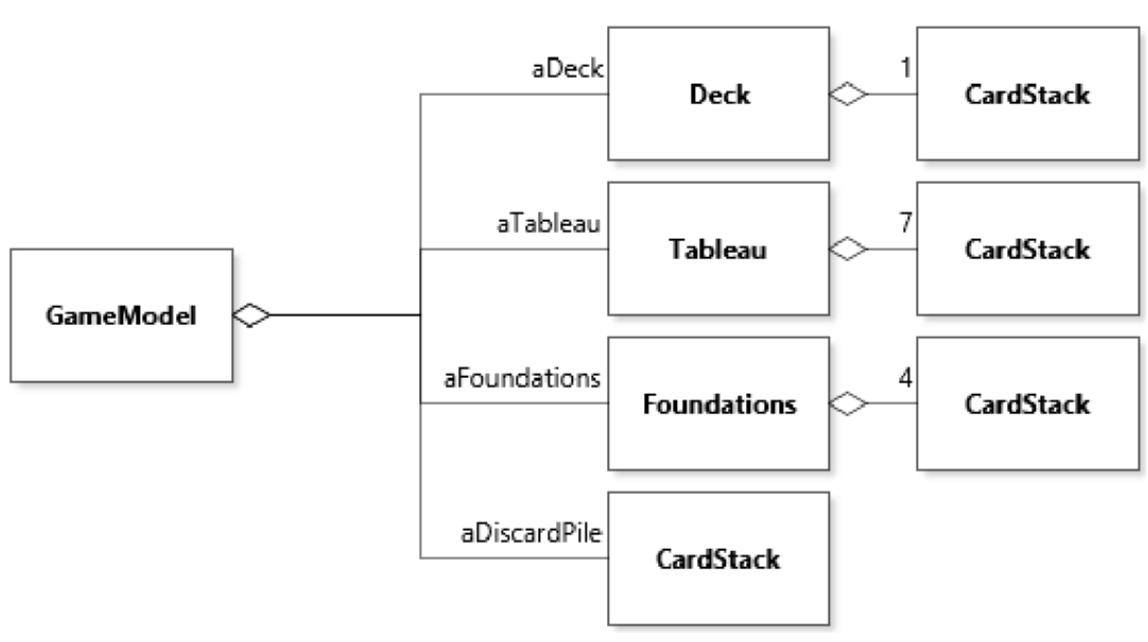 aDeck
Deck
1
CardStack
aTableau
Tableau
7
CardStack
GameModel
aFoundations
Foundations
4
CardStack
aDiscardPile
CardStack